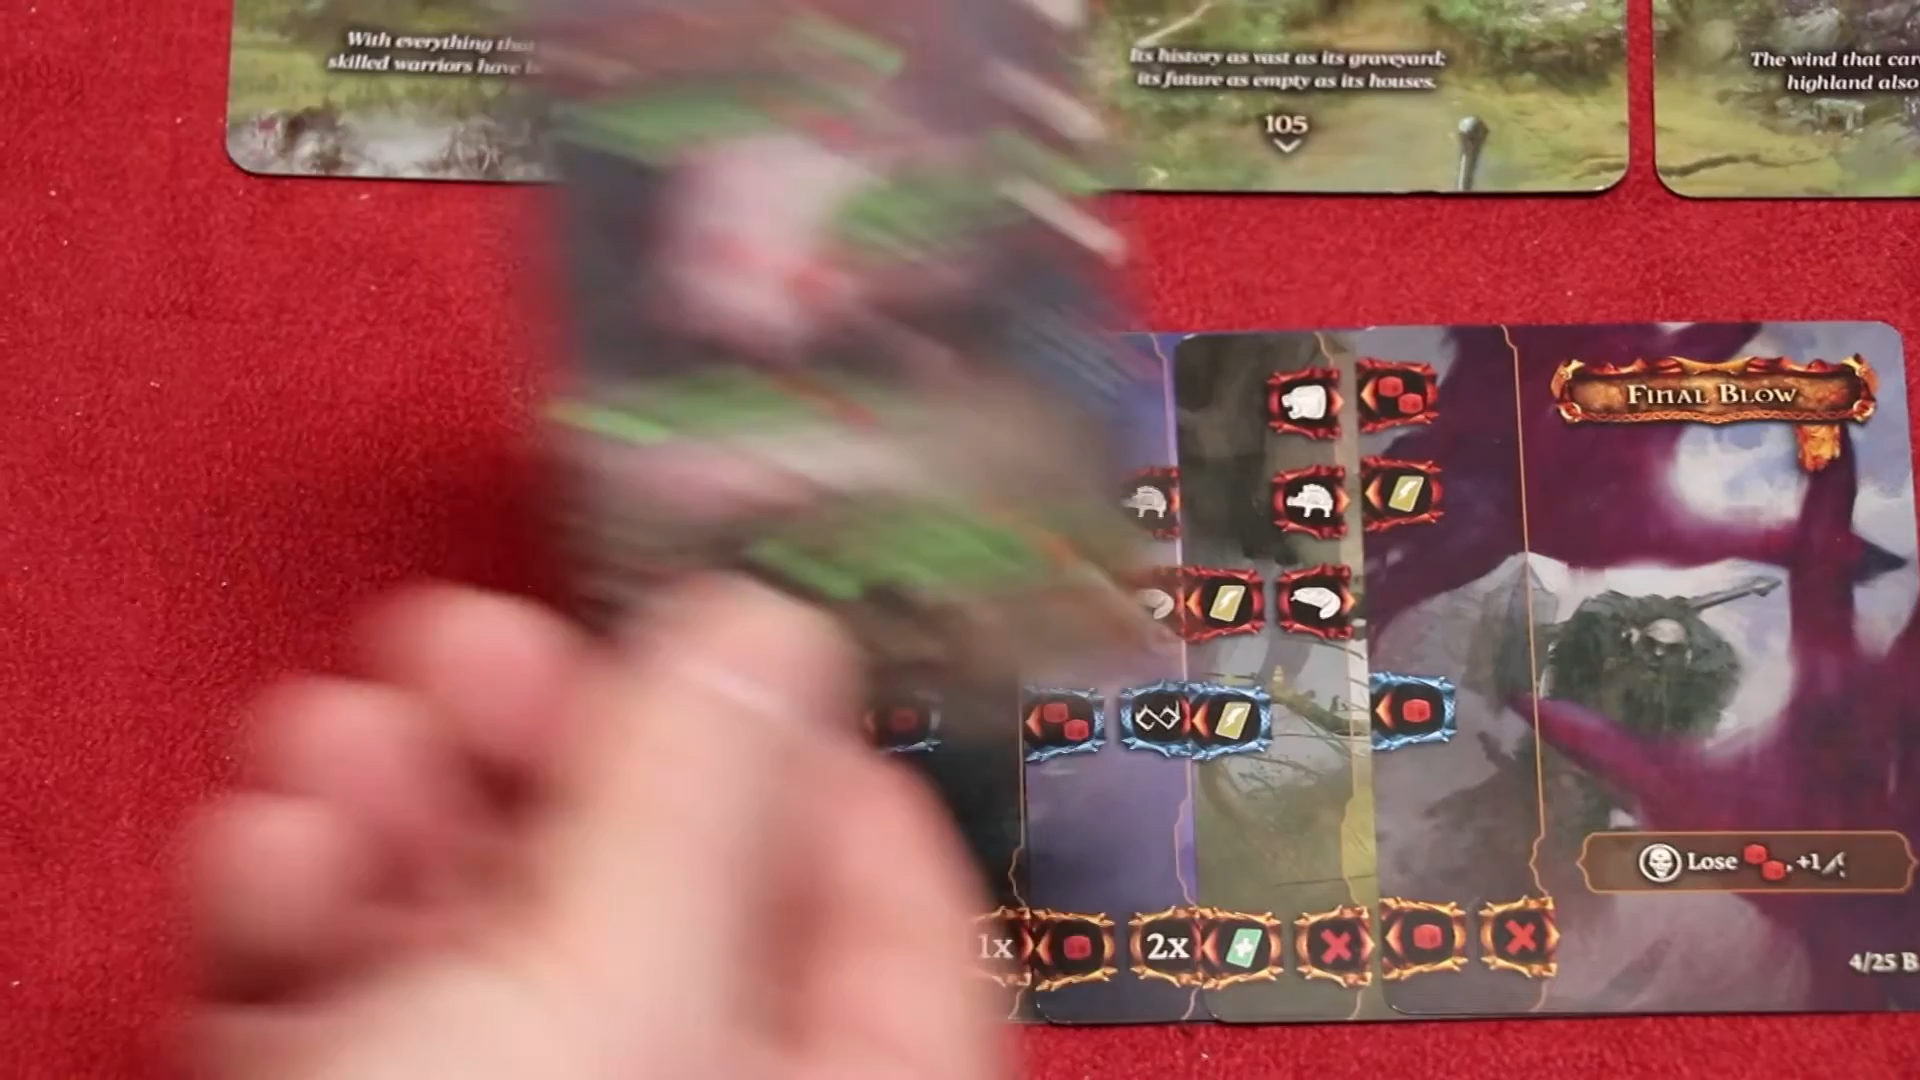 With everything that
skilled warriors have
Its history as vast as its graveyard;
its future as empty as its houses.
105
The wind that
highland also
FINAL BLOW
Lose , +1
1x
2x
4/25 B